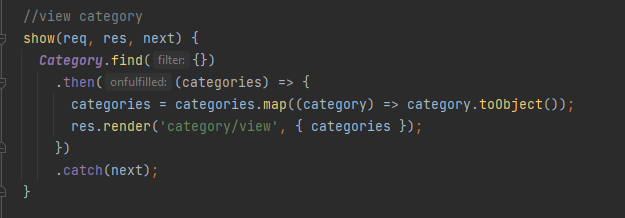 //view category
show(req, res, next) {
Category.find( filter: {})
.then( onfulfilled: (categories) => {
categories = categories.map((category) => category.toObject());
res.render('category/view', { categories });
})
.catch(next);
}